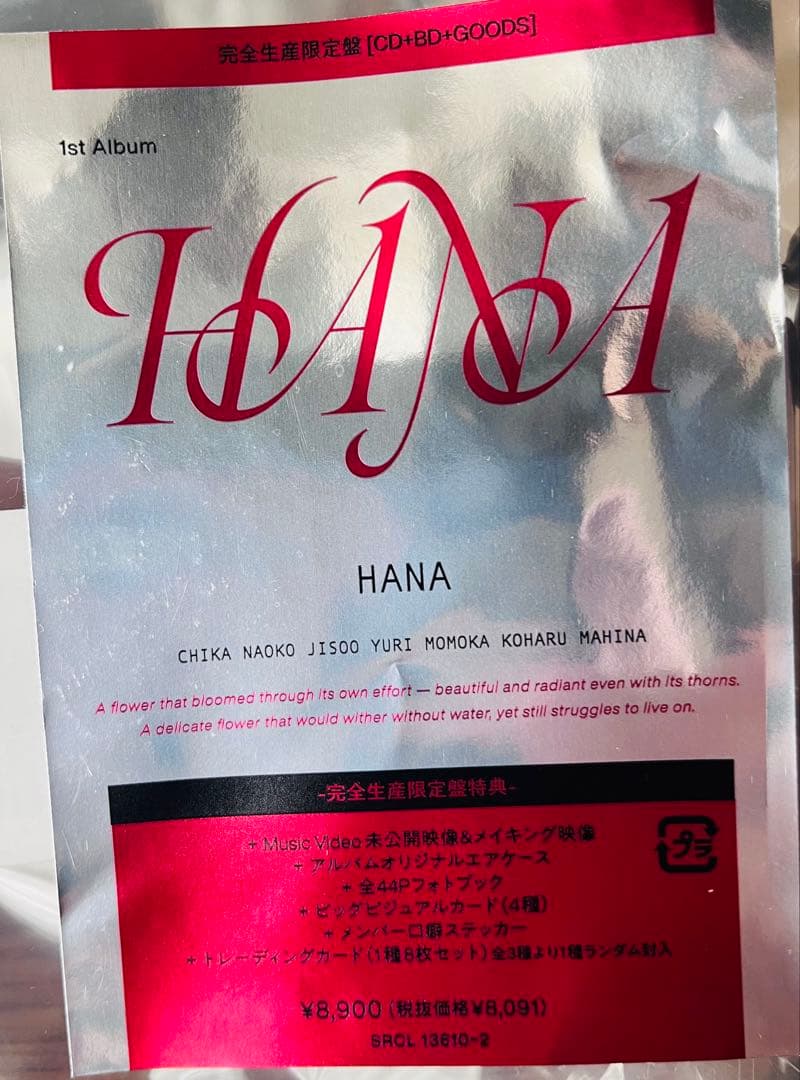 完全生産限定盤 [CD+BD+GOODS]
1st Album
HANA
HANA
CHIKA NAOKO JISOO YURI MOMOKA KOHARU MAHINA
A flower that bloomed through its own effort — beautiful and radiant even with its thorns.
A delicate flower that would wither without water, yet still struggles to live on.
-完全生産限定盤特典-
+ Music Video未公開映像&メイキング映像
プラ
+ アルバムオリジナルエアケース
+ 全44Pフォトブック
+ ビッグビジュアルカード(4種)
+ メンバー口癖ステッカー
+ トレーディングカード(1種8枚セット)全3種より1種ランダム封入
¥8,900(税抜価格¥8,091)
SRCL 13610-2